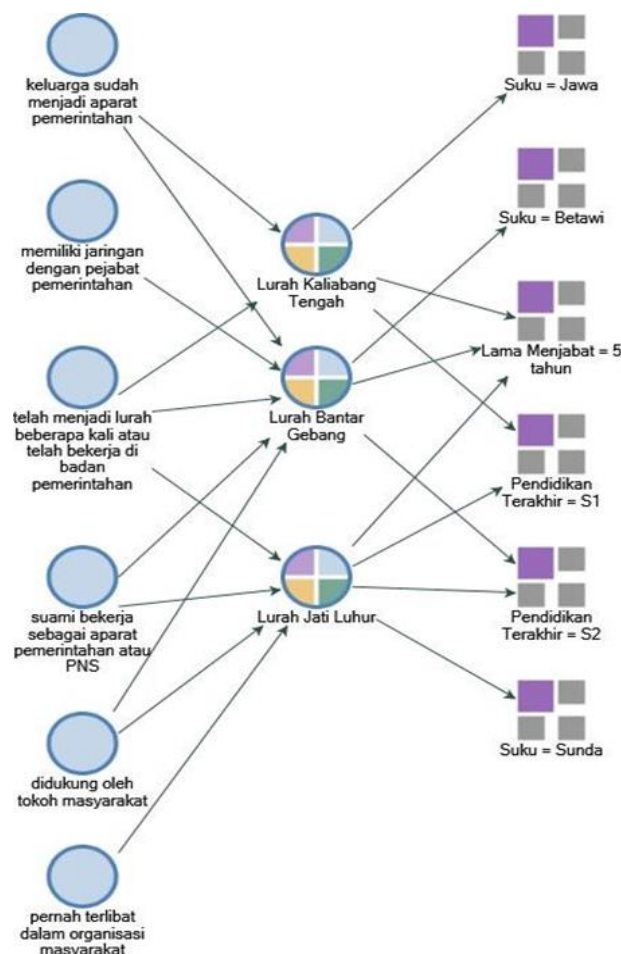 keluarga sudah
menjadi aparat
pemerintahan
memiliki jaringan
dengan pejabat
pemerintahan
telah menjadi lurah
beberapa kali atau
telah bekerja di
badan
pemerintahan
suami bekerja
sebagai aparat
pemerintahan atau
PNS
didukung oleh
tokoh masyarakat
pernah terlibat
dalam organisasi
masyarakat
Lurah Kaliabang
Tengah
Lurah Bantar
Gebang
Lurah Jati Luhur
Suku = Jawa
Suku = Betawi
Lama Menjabat = 5
tahun
Pendidikan
Terakhir = S1
Pendidikan
Terakhir = S2
Suku = Sunda